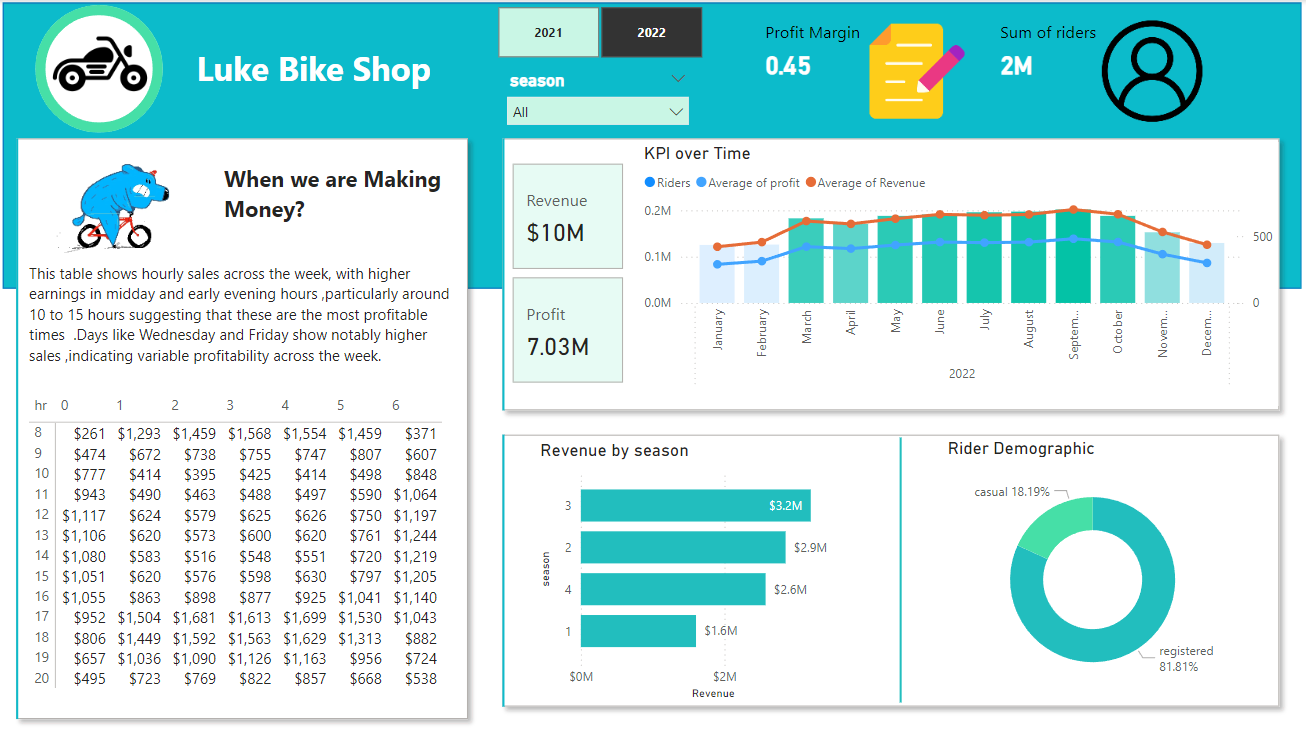 Luke Bike Shop
2021 2022
season
All
Profit Margin
0.45
Sum of riders
2M
When we are Making
Money?
This table shows hourly sales across the week, with higher
earnings in midday and early evening hours ,particularly around
10 to 15 hours suggesting that these are the most profitable
times .Days like Wednesday and Friday show notably higher
sales ,indicating variable profitability across the week.
hr 0 1 2 3 4 5 6
8 $261 $1,293 $1,459 $1,568 $1,554 $1,459 $371
9 $474 $672 $738 $755 $747 $807 $607
10 $777 $414 $395 $425 $414 $498 $848
11 $943 $490 $463 $488 $497 $590 $1,064
12 $1,117 $624 $579 $625 $626 $750 $1,197
13 $1,106 $620 $573 $600 $620 $761 $1,244
14 $1,080 $583 $516 $548 $551 $720 $1,219
15 $1,051 $620 $576 $598 $630 $797 $1,205
16 $1,055 $863 $898 $877 $925 $1,041 $1,140
17 $952 $1,504 $1,681 $1,613 $1,699 $1,530 $1,043
18 $806 $1,449 $1,592 $1,563 $1,629 $1,313 $882
19 $657 $1,036 $1,090 $1,126 $1,163 $956 $724
20 $495 $723 $769 $822 $857 $668 $538
Revenue
$10M
Profit
7.03M
KPI over Time
Riders Average of profit Average of Revenue
0.2M
0.1M
0.0M
500
0
January February March April May June July August Septem... October Novem... Decem...
2022
Revenue by season
season
3 $3.2M
2 $2.9M
4 $2.6M
1 $1.6M
$0M $2M
Revenue
Rider Demographic
casual 18.19%
registered
81.81%